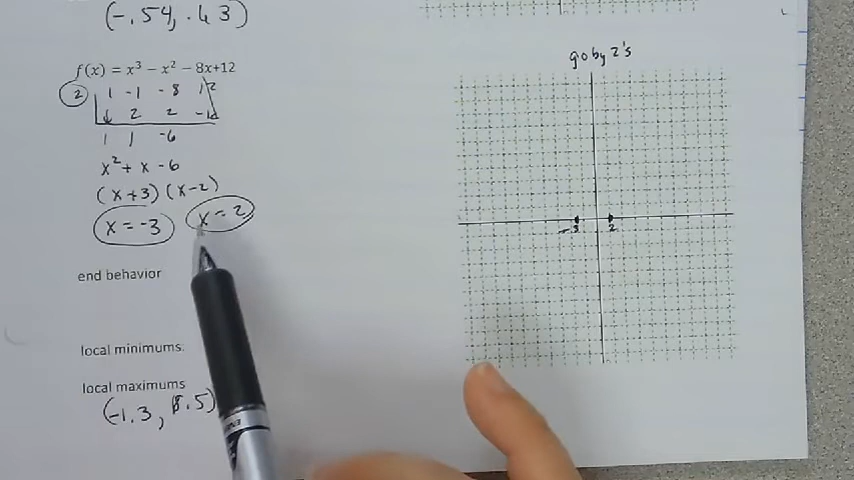 (-.54, .63)
f(x) = x³ − x² − 8x+12
2 1 -1 -8 12
↓ 2 2 -12
1 1 -6
x² + x -6
(x+3)(x-2)
x = -3 x = 2
end behavior
local minimums:
local maximums
(-1.3, 8.5)
go by 2's
-3 2